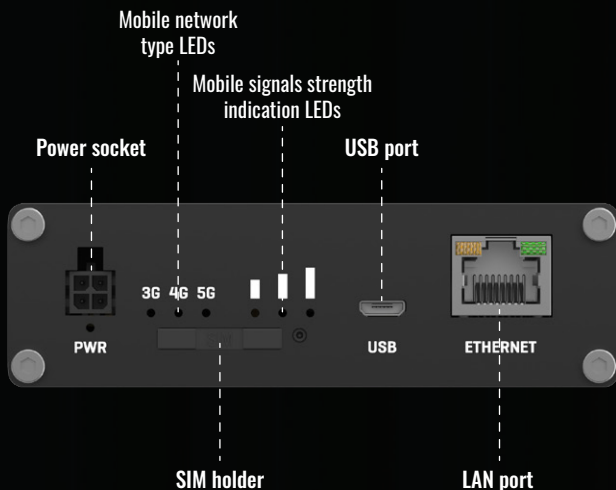 Mobile network
type LEDs
Mobile signals strength
indication LEDs
Power socket
USB port
3G 4G 5G
PWR
USB
ETHERNET
SIM holder
LAN port